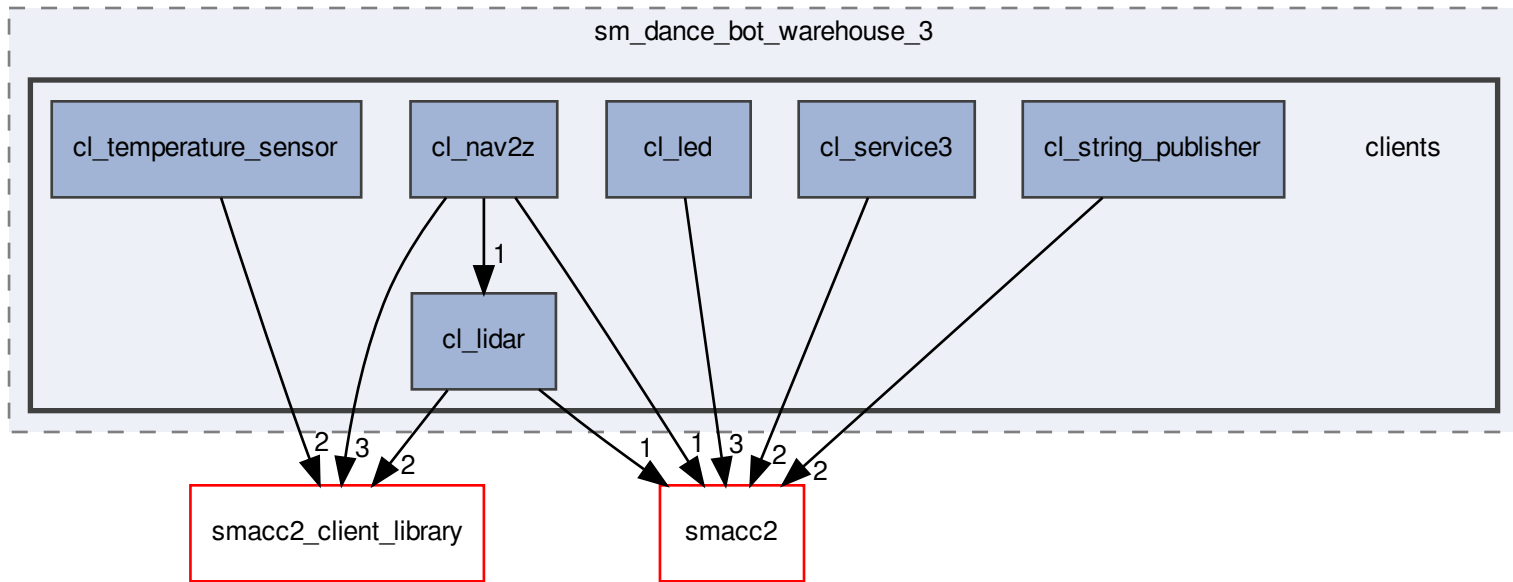 sm_dance_bot_warehouse_3
cl_temperature_sensor
cl_nav2z
cl_led
cl_service3
cl_string_publisher
clients
1
cl_lidar
2
3
2
1
1
3
2
2
smacc2_client_library
smacc2